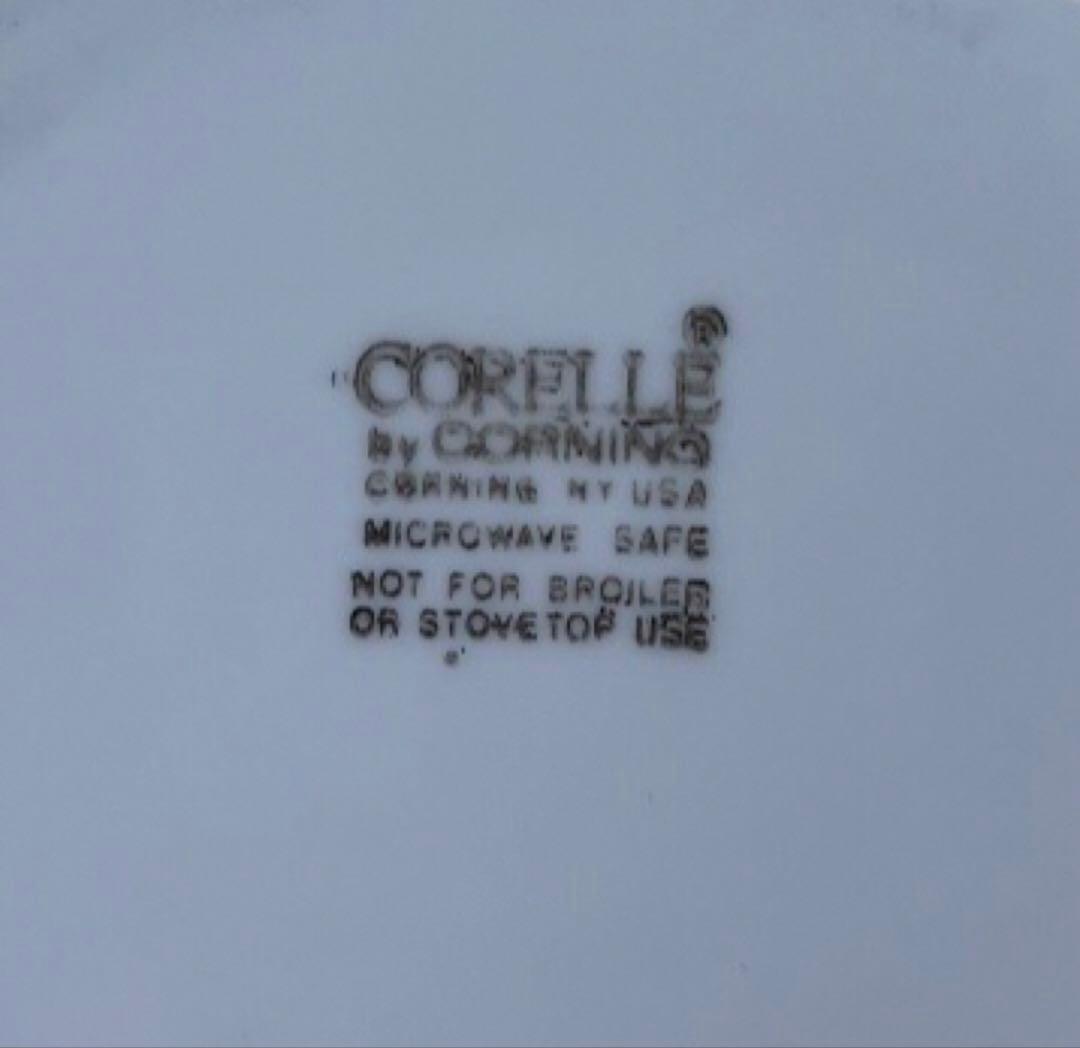 CORELLE®
by CORNING
CORNING NY USA
MICROWAVE SAFE
NOT FOR BROILER
OR STOVETOP USE